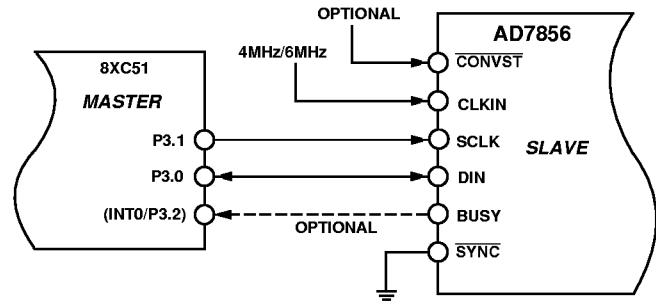 OPTIONAL
AD7856
4MHz/6MHz
CONVST
8XC51
MASTER
CLKIN
P3.1
SCLK
SLAVE
P3.0
DIN
(INT0/P3.2)
BUSY
OPTIONAL
SYNC